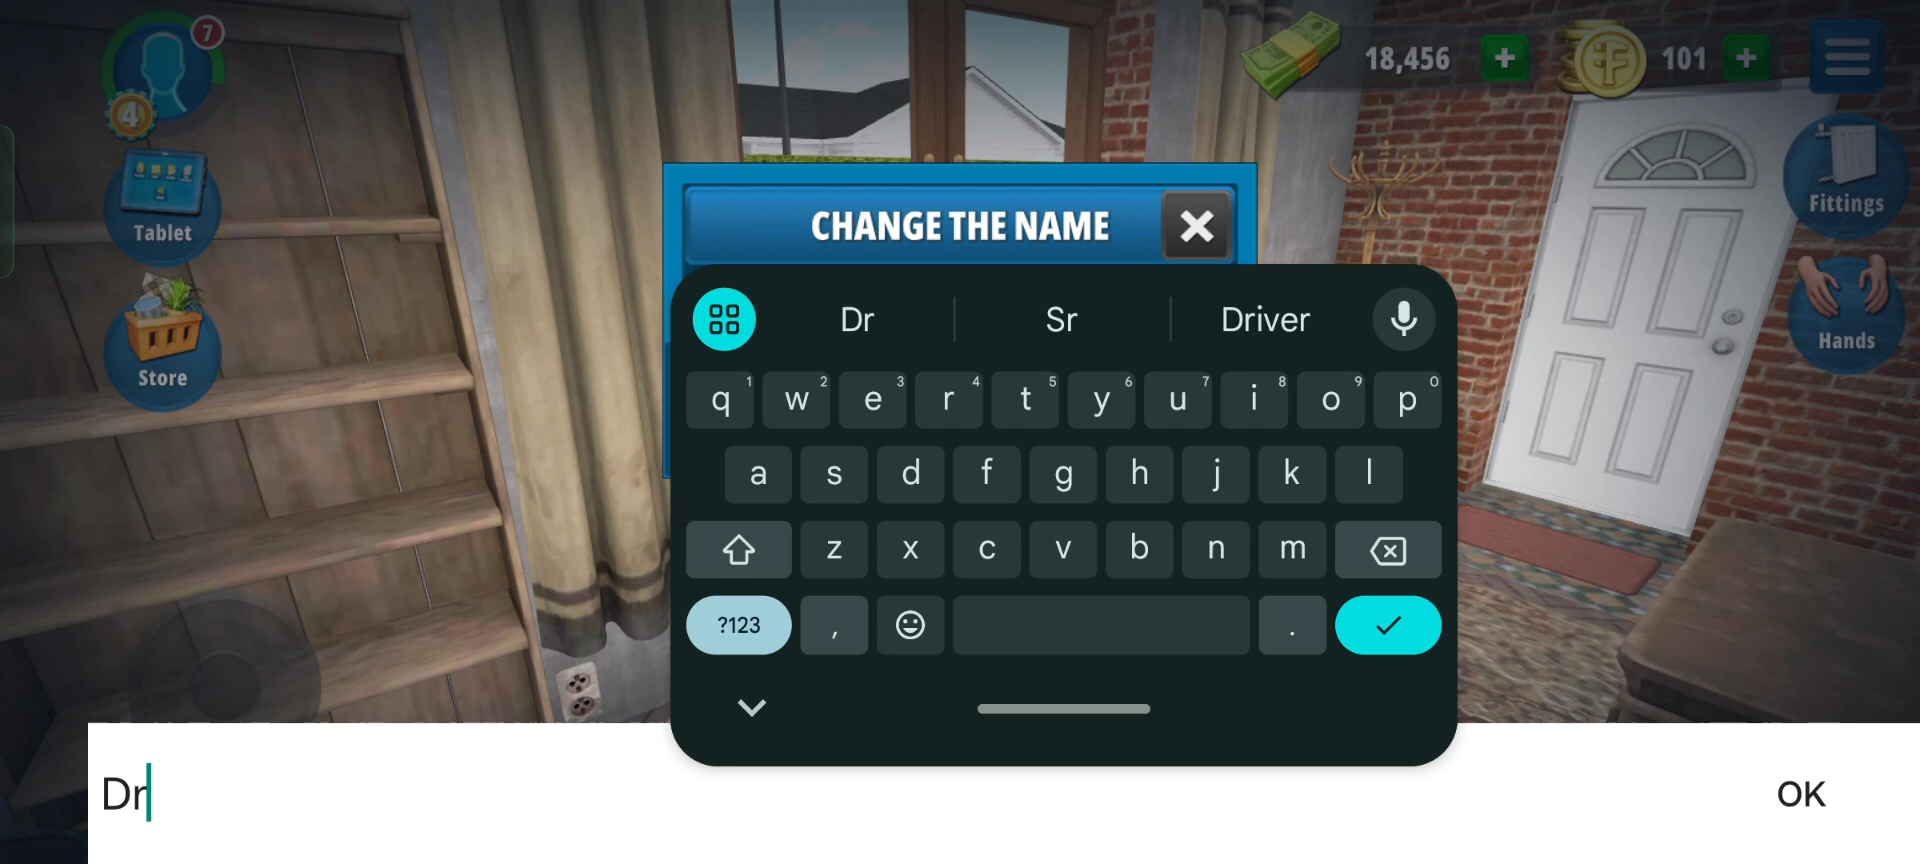 7
18,456
101
4
Tablet
Store
Fittings
Hands
CHANGE THE NAME
Dr
Sr
Driver
q 1 w 2 e 3 r 4 t 5 y 6 u 7 i 8 o 9 p 0
a s d f g h j k l
z x c v b n m
?123 , .
Dr
OK